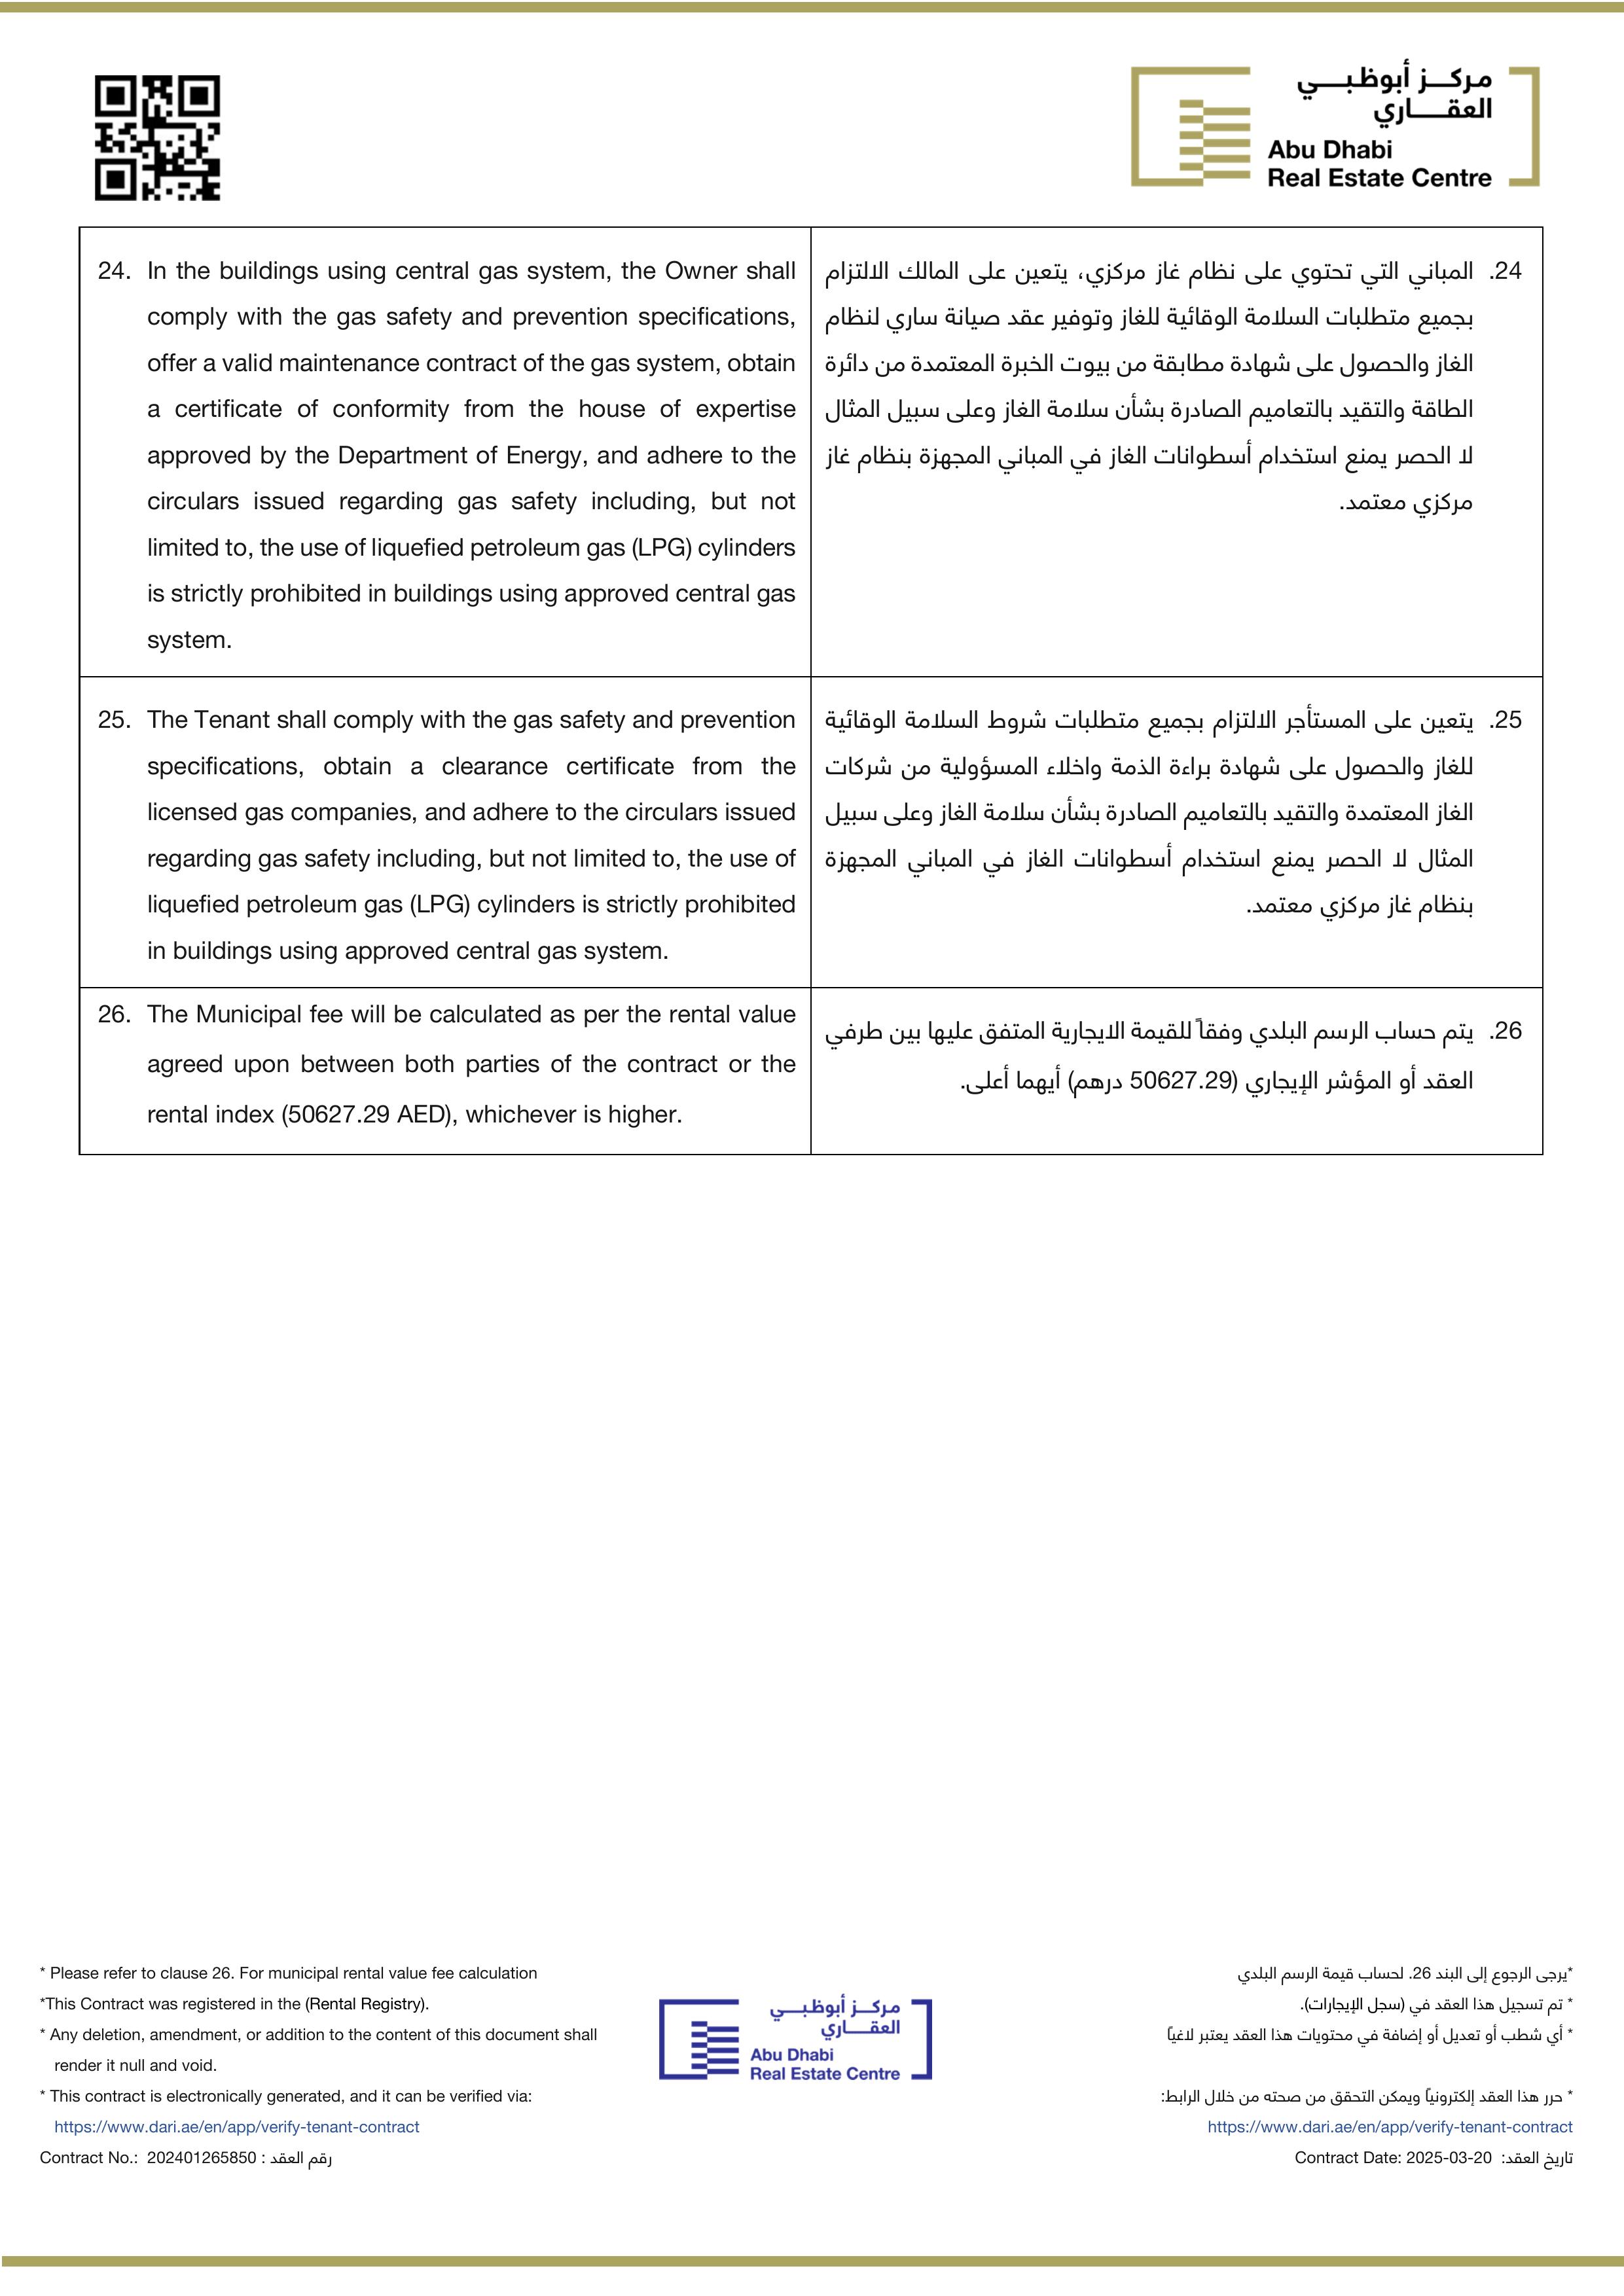 مركـــز أبوظبـــي
العقـــــاري
Abu Dhabi
Real Estate Centre
24. In the buildings using central gas system, the Owner shall
comply with the gas safety and prevention specifications,
offer a valid maintenance contract of the gas system, obtain
a certificate of conformity from the house of expertise
approved by the Department of Energy, and adhere to the
circulars issued regarding gas safety including, but not
limited to, the use of liquefied petroleum gas (LPG) cylinders
is strictly prohibited in buildings using approved central gas
system.
24. المباني التي تحتوي على نظام غاز مركزي، يتعين على المالك الالتزام
بجميع متطلبات السلامة الوقائية للغاز وتوفير عقد صيانة ساري لنظام
الغاز والحصول على شهادة مطابقة من بيوت الخبرة المعتمدة من دائرة
الطاقة والتقيد بالتعاميم الصادرة بشأن سلامة الغاز وعلى سبيل المثال
لا الحصر يمنع استخدام أسطوانات الغاز في المباني المجهزة بنظام غاز
مركزي معتمد.
25. The Tenant shall comply with the gas safety and prevention
specifications, obtain a clearance certificate from the
licensed gas companies, and adhere to the circulars issued
regarding gas safety including, but not limited to, the use of
liquefied petroleum gas (LPG) cylinders is strictly prohibited
in buildings using approved central gas system.
25. يتعين على المستأجر الالتزام بجميع متطلبات شروط السلامة الوقائية
للغاز والحصول على شهادة براءة الذمة واخلاء المسؤولية من شركات
الغاز المعتمدة والتقيد بالتعاميم الصادرة بشأن سلامة الغاز وعلى سبيل
المثال لا الحصر يمنع استخدام أسطوانات الغاز في المباني المجهزة
بنظام غاز مركزي معتمد.
26. The Municipal fee will be calculated as per the rental value
agreed upon between both parties of the contract or the
rental index (50627.29 AED), whichever is higher.
26. يتم حساب الرسم البلدي وفقاً للقيمة الايجارية المتفق عليها بين طرفي
العقد أو المؤشر الإيجاري (50627.29 درهم) أيهما أعلى.
* Please refer to clause 26. For municipal rental value fee calculation
*This Contract was registered in the (Rental Registry).
* Any deletion, amendment, or addition to the content of this document shall
render it null and void.
* This contract is electronically generated, and it can be verified via:
https://www.dari.ae/en/app/verify-tenant-contract
Contract No.: 202401265850 : رقم العقد
مركـــز أبوظبـــي
العقـــــاري
Abu Dhabi
Real Estate Centre
*يرجى الرجوع إلى البند 26. لحساب قيمة الرسم البلدي
* تم تسجيل هذا العقد في (سجل الإيجارات).
* أي شطب أو تعديل أو إضافة في محتويات هذا العقد يعتبر لاغياً
* حرر هذا العقد إلكترونياً ويمكن التحقق من صحته من خلال الرابط:
https://www.dari.ae/en/app/verify-tenant-contract
Contract Date: 2025-03-20 :تاريخ العقد